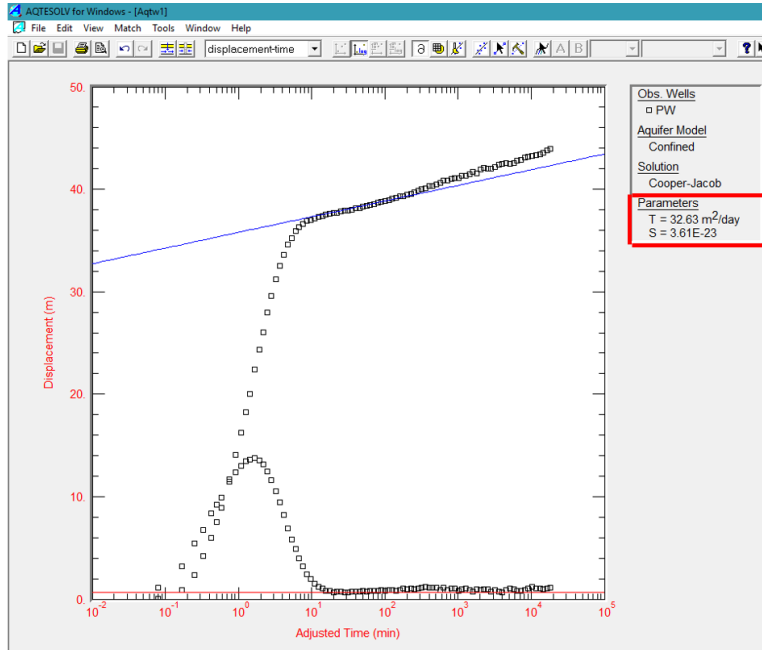 AQTESOLV for Windows - [Aqtw1]
File Edit View Match Tools Window Help
displacement-time
A B
?
50.
40.
30.
20.
10.
0.
Displacement (m)
10-2 10-1 100 101 102 103 104 105
Adjusted Time (min)
Obs. Wells
PW
Aquifer Model
Confined
Solution
Cooper-Jacob
Parameters
T = 32.63 m2/day
S = 3.61E-23